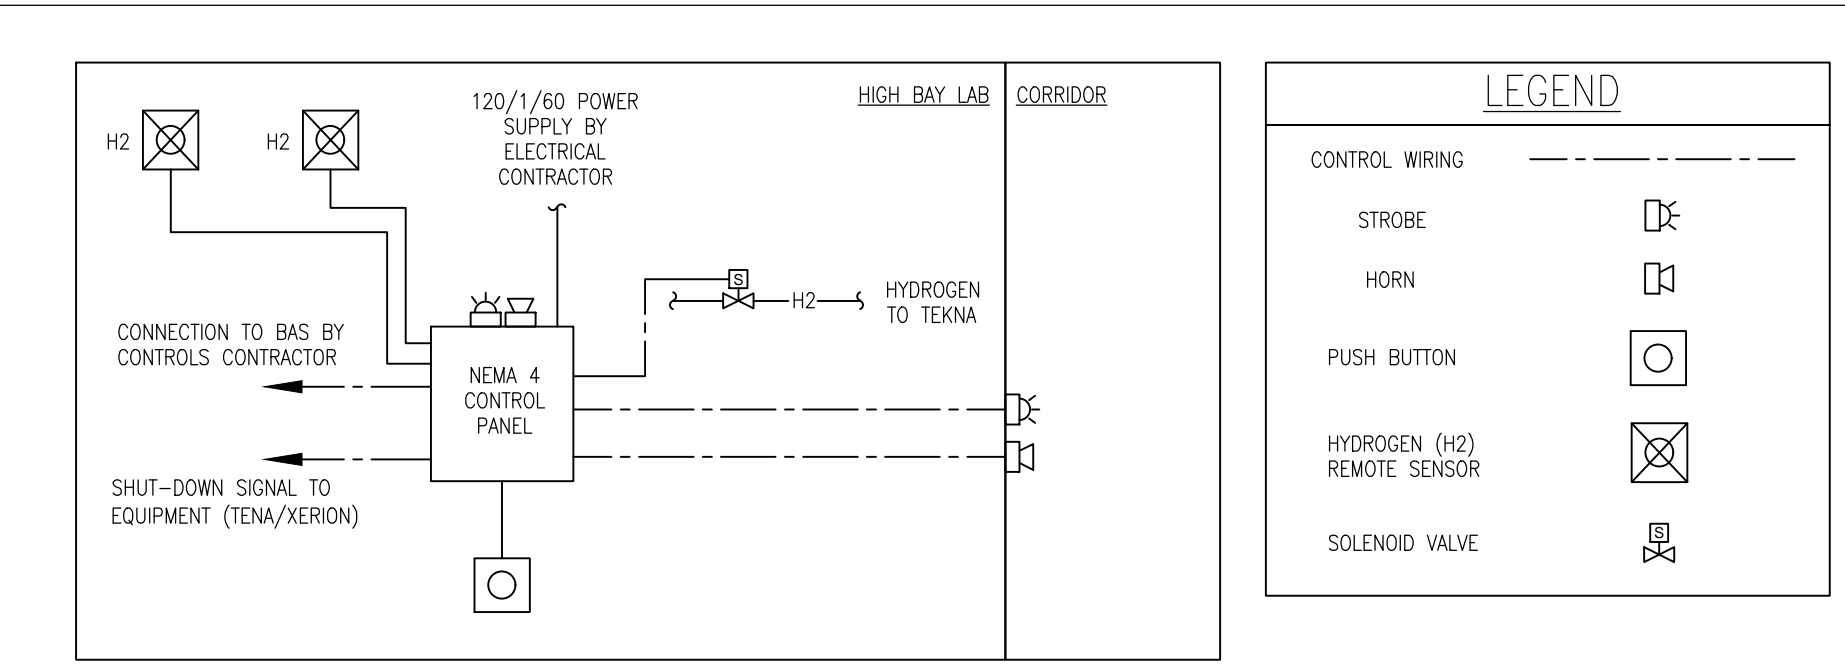 HIGH BAY LAB
CORRIDOR
120/1/60 POWER
SUPPLY BY
ELECTRICAL
CONTRACTOR
H2
H2
S
H2
HYDROGEN
TO TEKNA
CONNECTION TO BAS BY
CONTROLS CONTRACTOR
NEMA 4
CONTROL
PANEL
SHUT-DOWN SIGNAL TO
EQUIPMENT (TENA/XERION)
LEGEND
CONTROL WIRING
STROBE
HORN
PUSH BUTTON
HYDROGEN (H2)
REMOTE SENSOR
SOLENOID VALVE
S